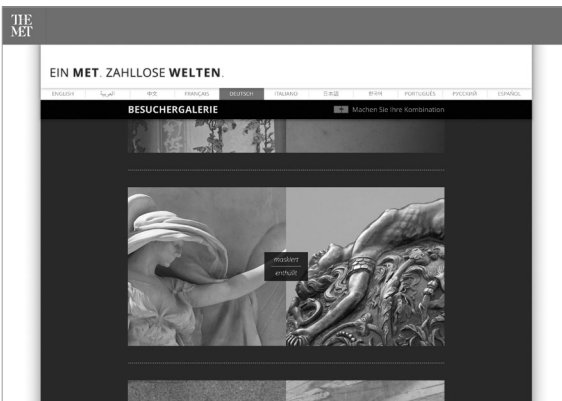 THE
MET
EIN MET. ZAHLLOSE WELTEN.
ENGLISH العربية 中文 FRANÇAIS DEUTSCH ITALIANO 日本語 한국어 PORTUGUÊS РУССКИЙ ESPAÑOL
BESUCHERGALERIE + Machen Sie Ihre Kombination
maskiert
enthüllt